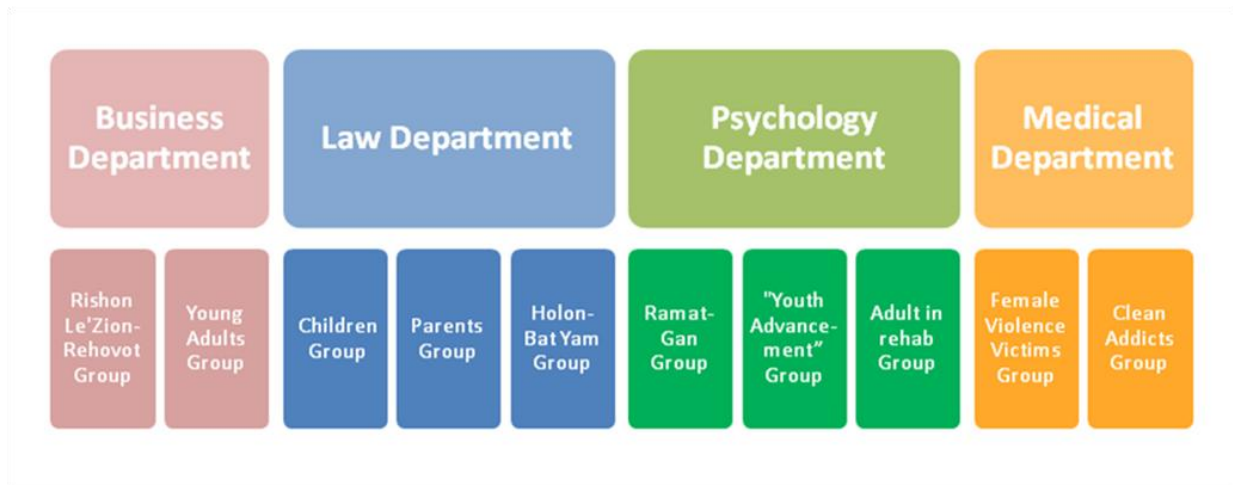 Business
Department
Law Department
Psychology
Department
Medical
Department
Rishon
Le'Zion-
Rehovot
Group
Young
Adults
Group
Children
Group
Parents
Group
Holon-
Bat Yam
Group
Ramat-
Gan
Group
"Youth
Advance-
ment”
Group
Adult in
rehab
Group
Female
Violence
Victims
Group
Clean
Addicts
Group